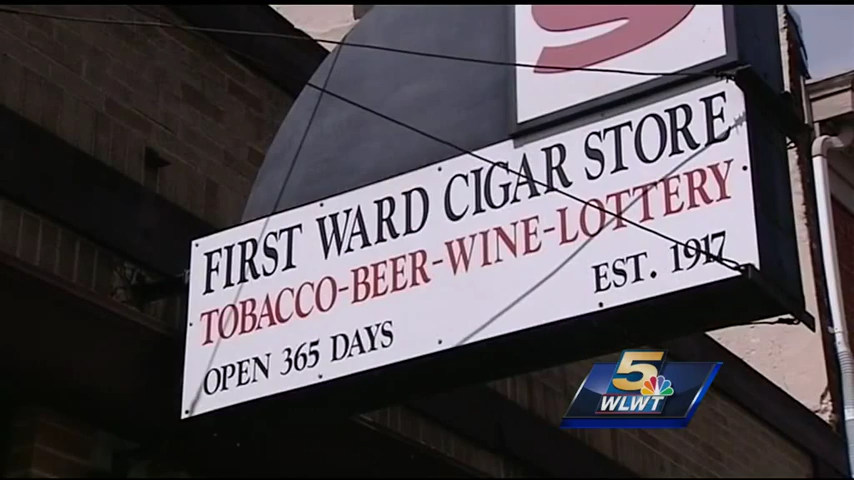 FIRST WARD CIGAR STORE
TOBACCO-BEER-WINE-LOTTERY
EST. 1917
OPEN 365 DAYS
5
WLWT